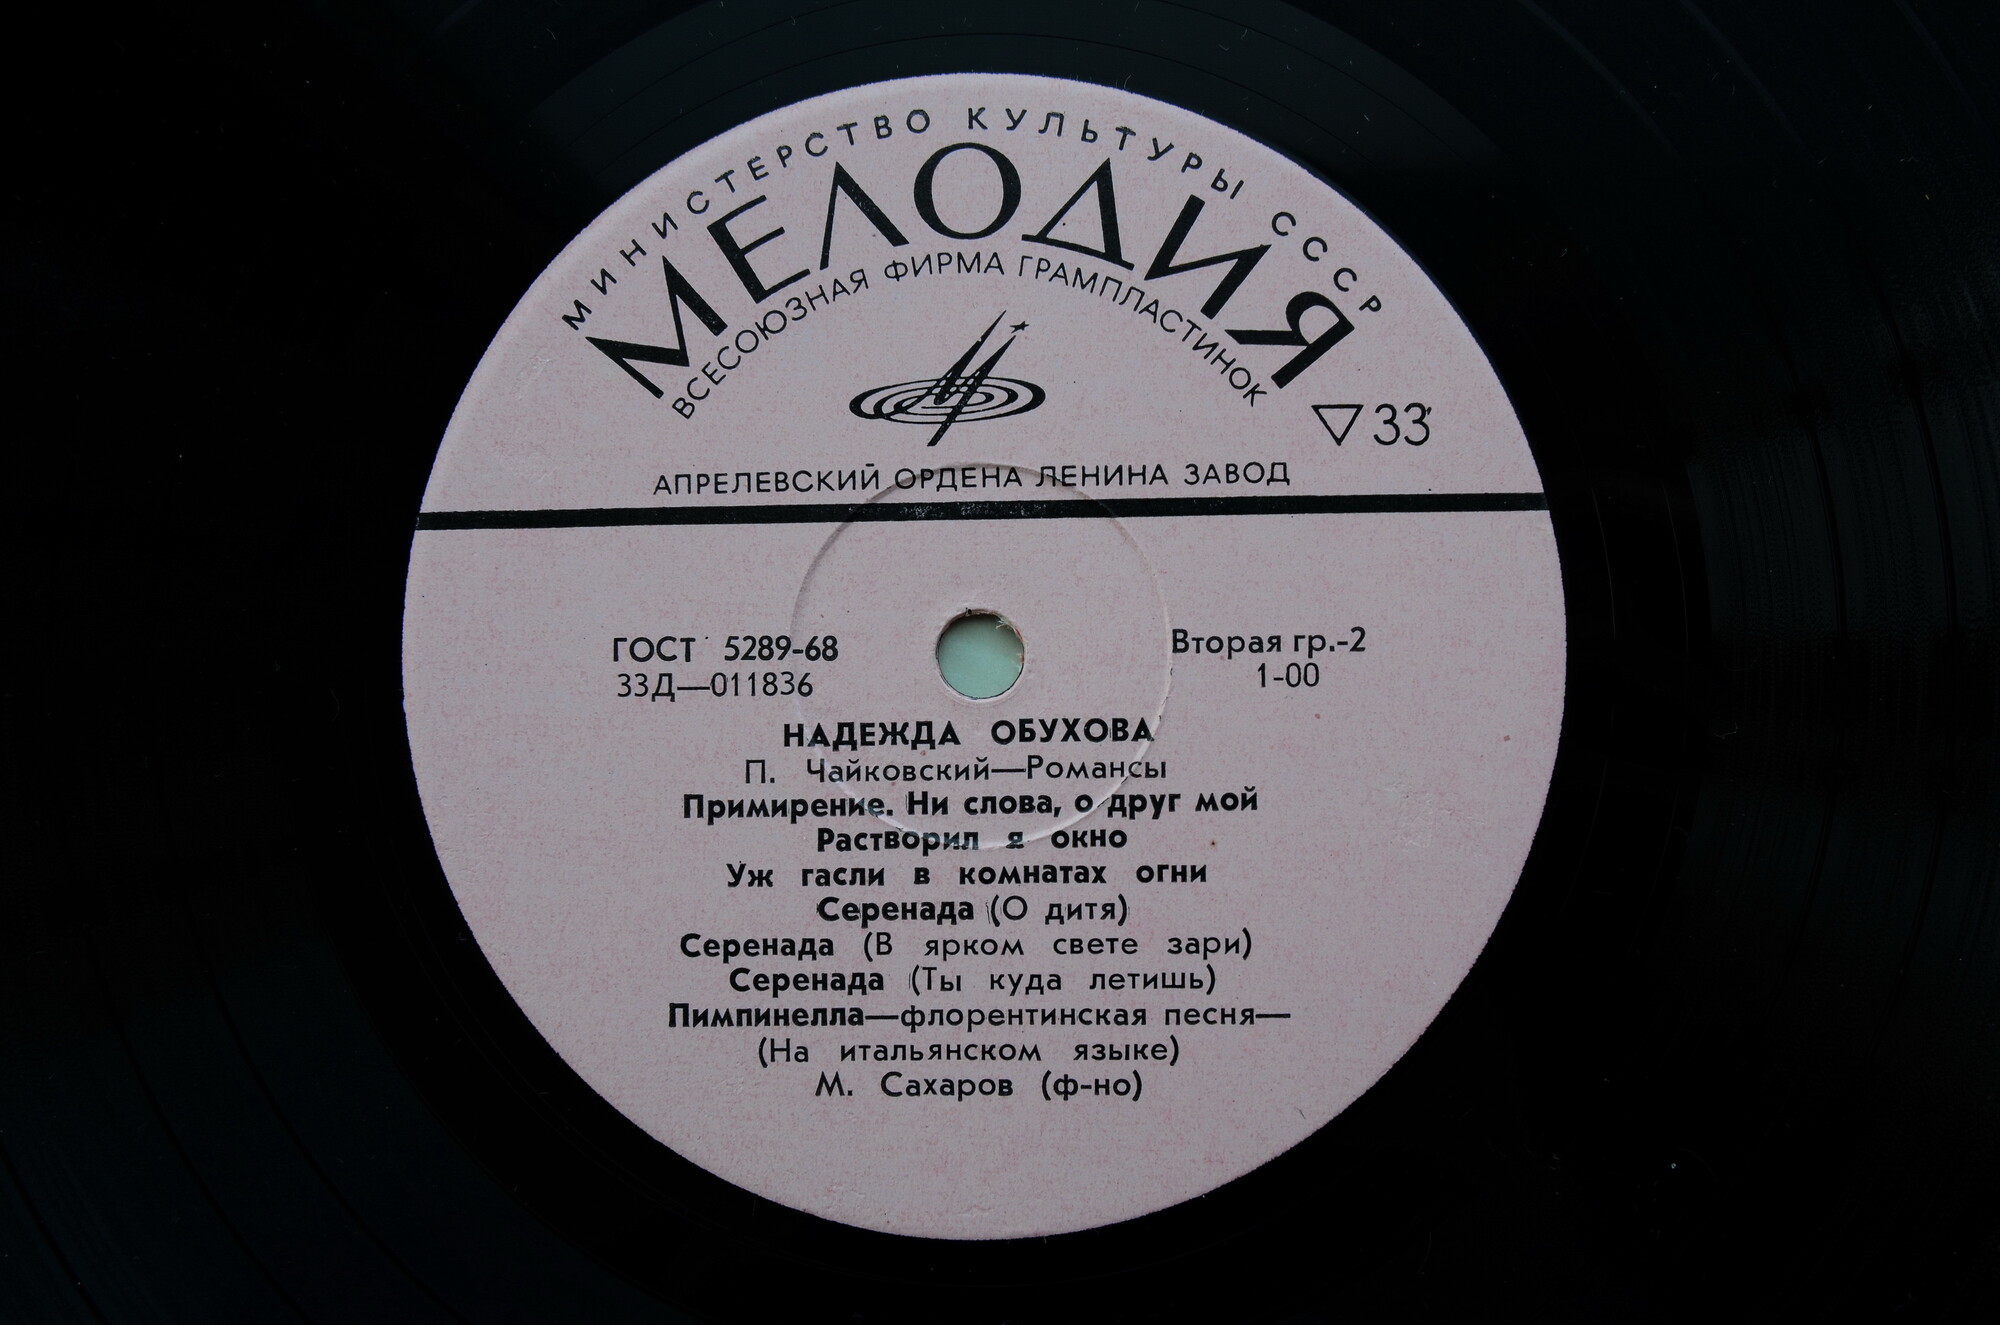 МИНИСТЕРСТВО КУЛЬТУРЫ СССР
МЕЛОДИЯ
ВСЕСОЮЗНАЯ ФИРМА ГРАМПЛАСТИНОК
33
АПРЕЛЕВСКИЙ ОРДЕНА ЛЕНИНА ЗАВОД
ГОСТ 5289-68
33Д—011836
Вторая гр.-2
1-00
НАДЕЖДА ОБУХОВА
П. Чайковский—Романсы
Примирение. Ни слова, о друг мой
Растворил я окно
Уж гасли в комнатах огни
Серенада (О дитя)
Серенада (В ярком свете зари)
Серенада (Ты куда летишь)
Пимпинелла—флорентинская песня—
(На итальянском языке)
М. Сахаров (ф-но)